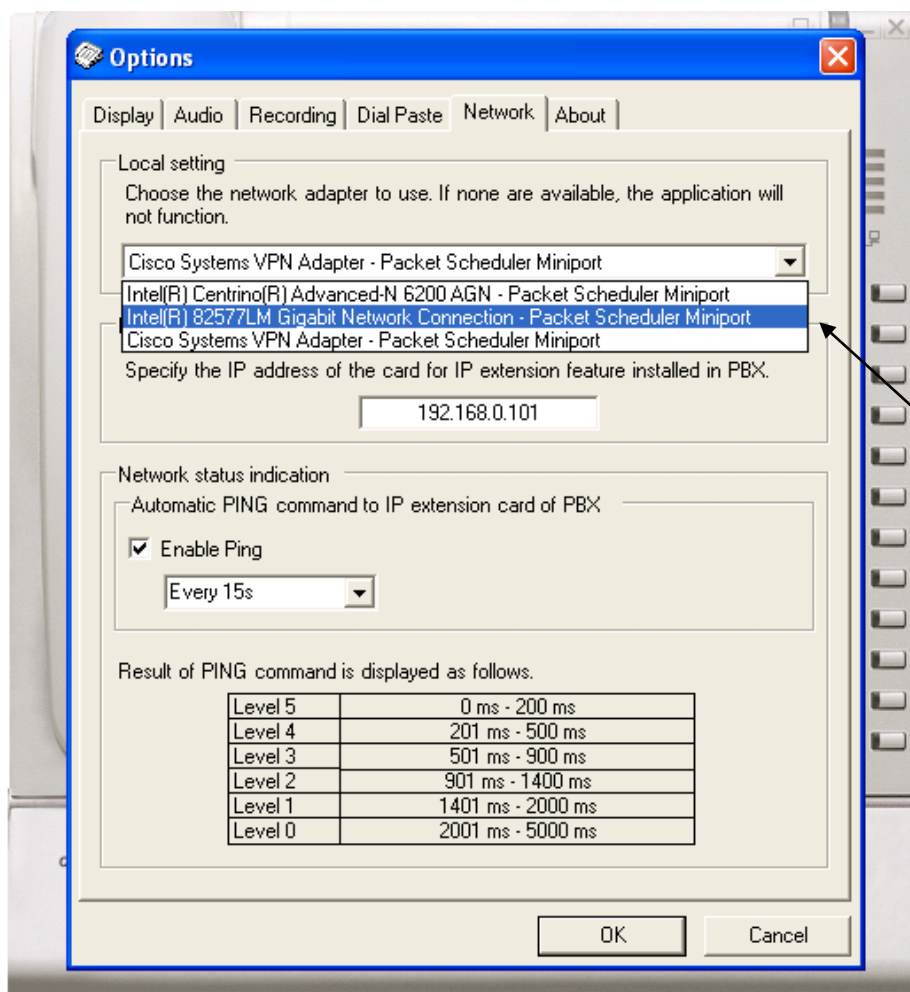 Options
Display Audio Recording Dial Paste Network About
Local setting
Choose the network adapter to use. If none are available, the application will
not function.
Cisco Systems VPN Adapter - Packet Scheduler Miniport
Intel(R) Centrino(R) Advanced-N 6200 AGN - Packet Scheduler Miniport
Intel(R) 82577LM Gigabit Network Connection - Packet Scheduler Miniport
Cisco Systems VPN Adapter - Packet Scheduler Miniport
Specify the IP address of the card for IP extension feature installed in PBX.
192.168.0.101
Network status indication
Automatic PING command to IP extension card of PBX
Enable Ping
Every 15s
Result of PING command is displayed as follows.
Level 5 0 ms - 200 ms
Level 4 201 ms - 500 ms
Level 3 501 ms - 900 ms
Level 2 901 ms - 1400 ms
Level 1 1401 ms - 2000 ms
Level 0 2001 ms - 5000 ms
OK Cancel